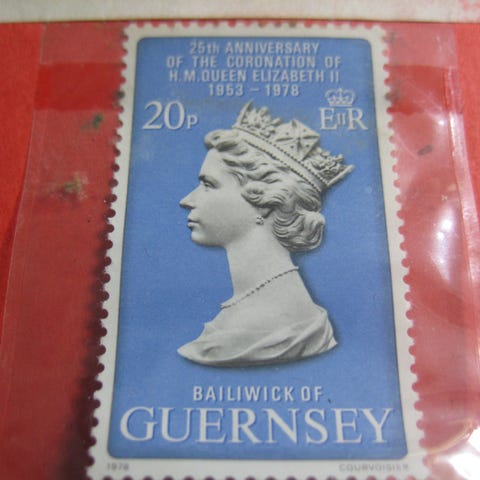 25th ANNIVERSARY
OF THE CORONATION OF
H.M.QUEEN ELIZABETH II
1953 - 1978
20P
EIIR
BAILIWICK OF
GUERNSEY
1978 COURVOISIER